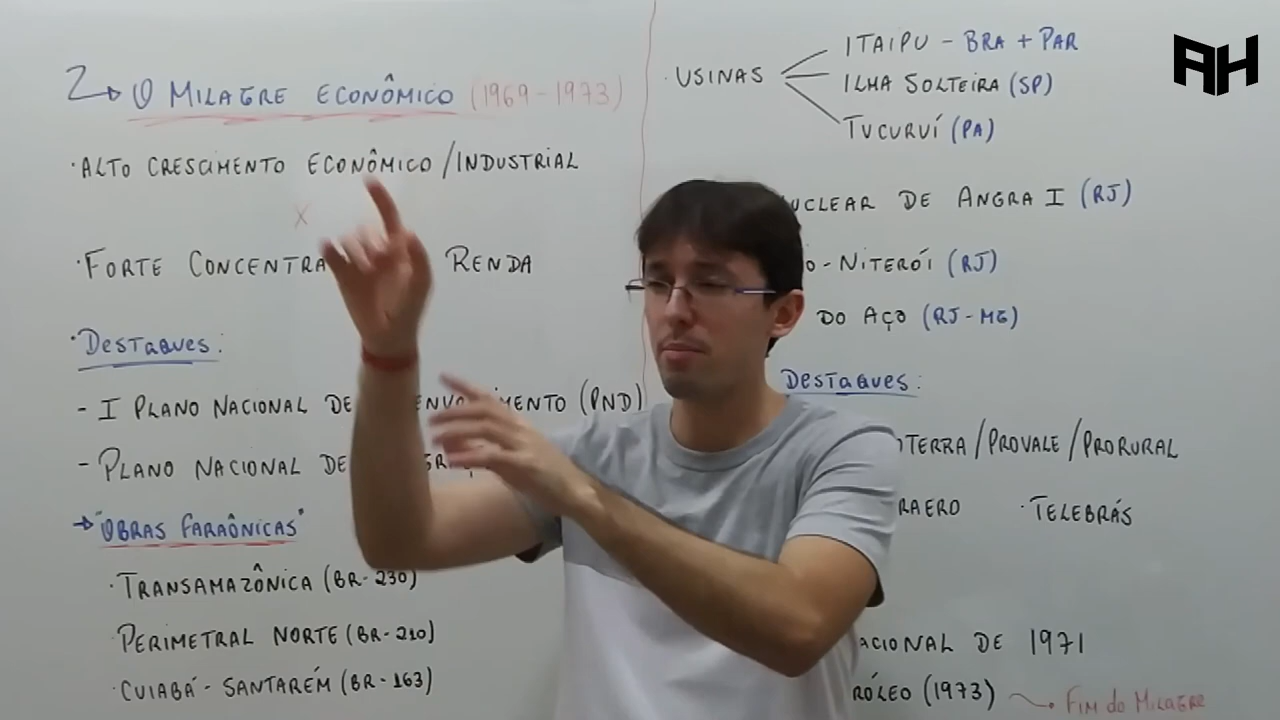 2→ O MILAGRE ECONÔMICO (1969-1973)
· ALTO CRESCIMENTO ECONÔMICO / INDUSTRIAL
X
· FORTE CONCENTRA RENDA
· DESTAQUES:
- I PLANO NACIONAL DE ENVOLVIMENTO (PND)
- PLANO NACIONAL DE GRAÇ
→ "OBRAS FARAÔNICAS"
· TRANSAMAZÔNICA (BR-230)
· PERIMETRAL NORTE (BR-210)
· CUIABÁ - SANTARÉM (BR-163)
· USINAS
ITAIPU - BRA + PAR
ILHA SOLTEIRA (SP)
TUCURUÍ (PA)
UCLEAR DE ANGRA I (RJ)
O-NITERÓI (RJ)
DO AÇO (RJ-MG)
DESTAQUES:
OTERRA / PROVALE / PRORURAL
RAERO · TELEBRÁS
ACIONAL DE 1971
RÓLEO (1973) → FIM DO MILAGRE
AH